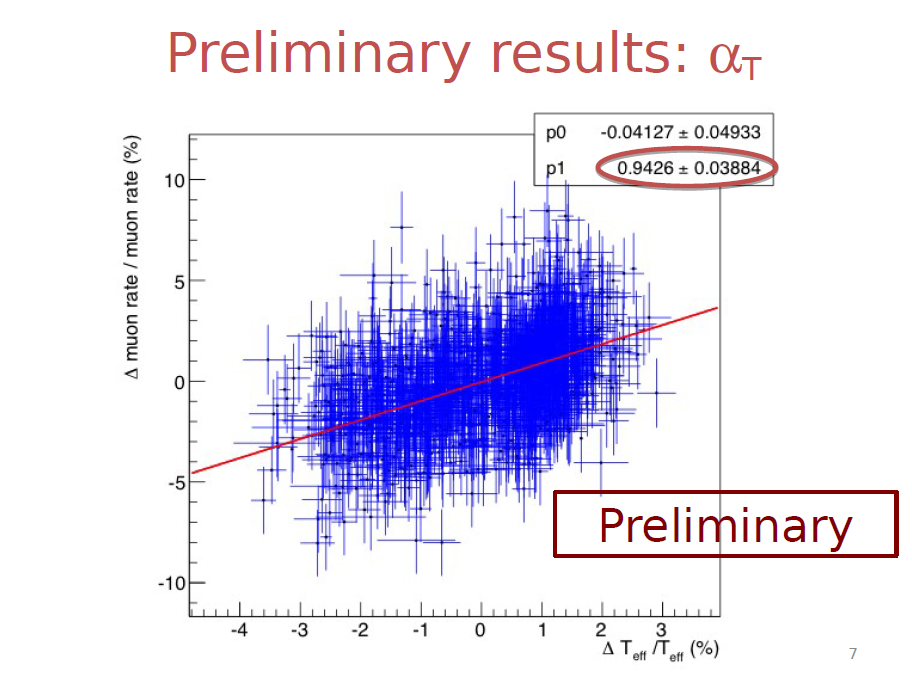 Preliminary results: αT
p0 -0.04127 ± 0.04933
p1 0.9426 ± 0.03884
Δ muon rate / muon rate (%)
10
5
0
-5
-10
Preliminary
-4 -3 -2 -1 0 1 2 3
Δ Teff /Teff (%)
7